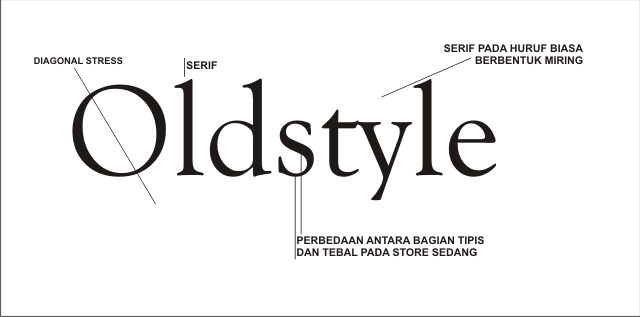 SERIF PADA HURUF BIASA
BERBENTUK MIRING
DIAGONAL STRESS
SERIF
Oldstyle
PERBEDAAN ANTARA BAGIAN TIPIS
DAN TEBAL PADA STORE SEDANG